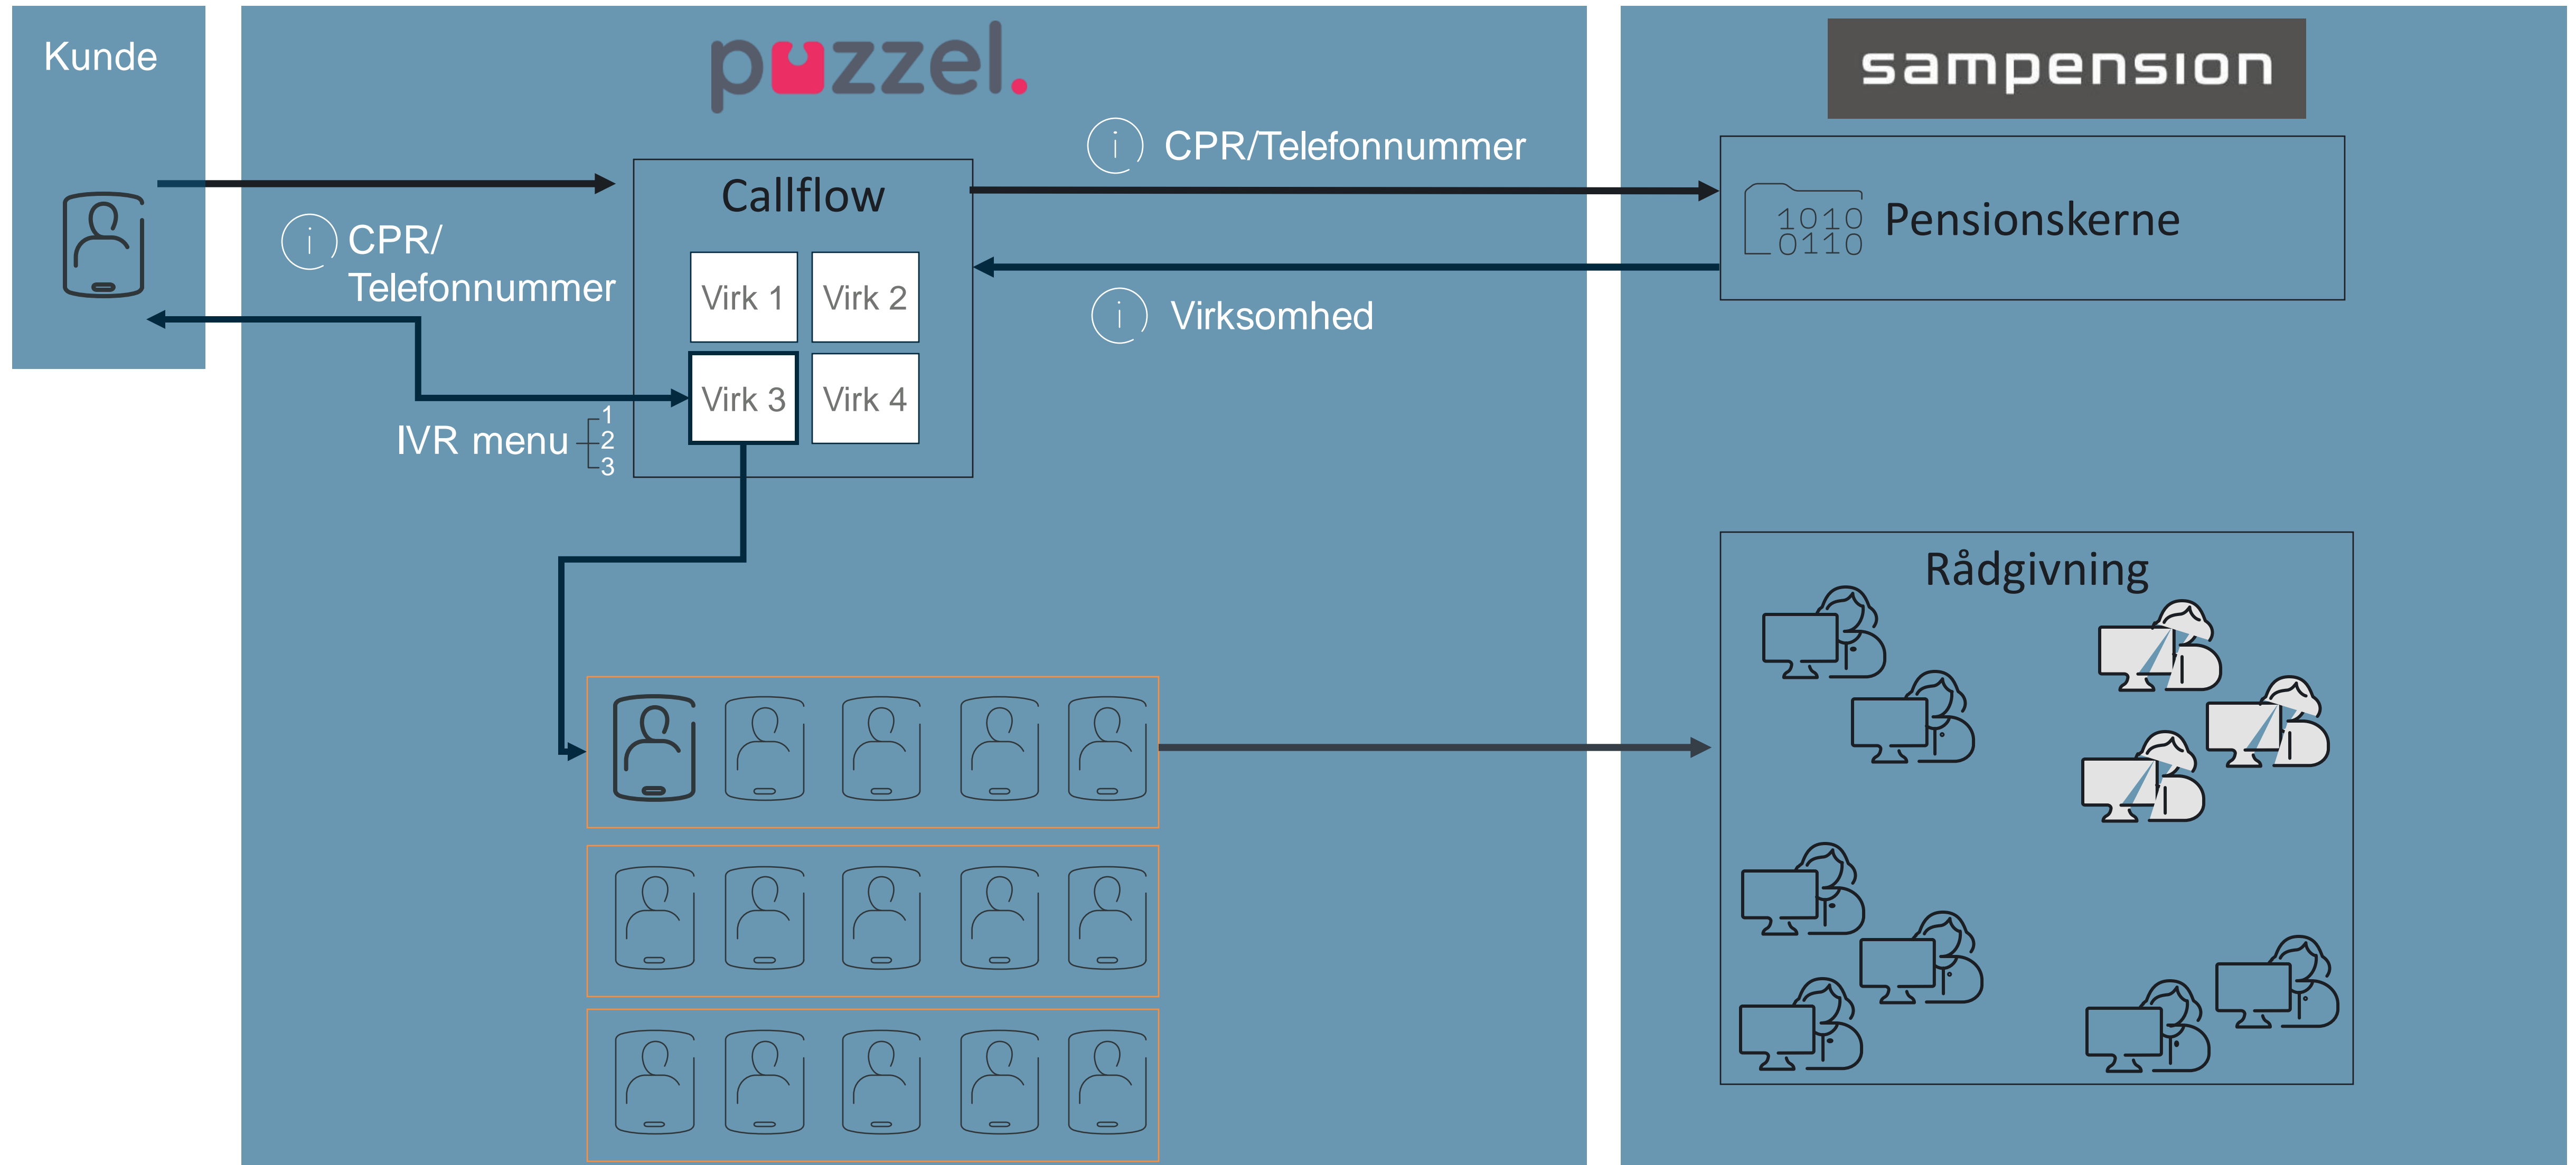 Kunde
puzzel.
sampension
CPR/Telefonnummer
Callflow
CPR/
Telefonnummer
1010
0110
Pensionskerne
Virk 1
Virk 2
Virksomhed
Virk 3
Virk 4
IVR menu
1
2
3
Rådgivning